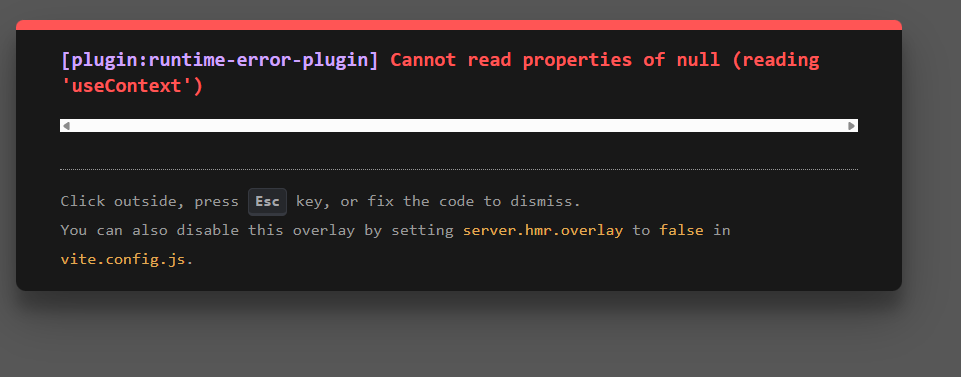 [plugin:runtime-error-plugin] Cannot read properties of null (reading
'useContext')
Click outside, press Esc key, or fix the code to dismiss.
You can also disable this overlay by setting server.hmr.overlay to false in
vite.config.js.